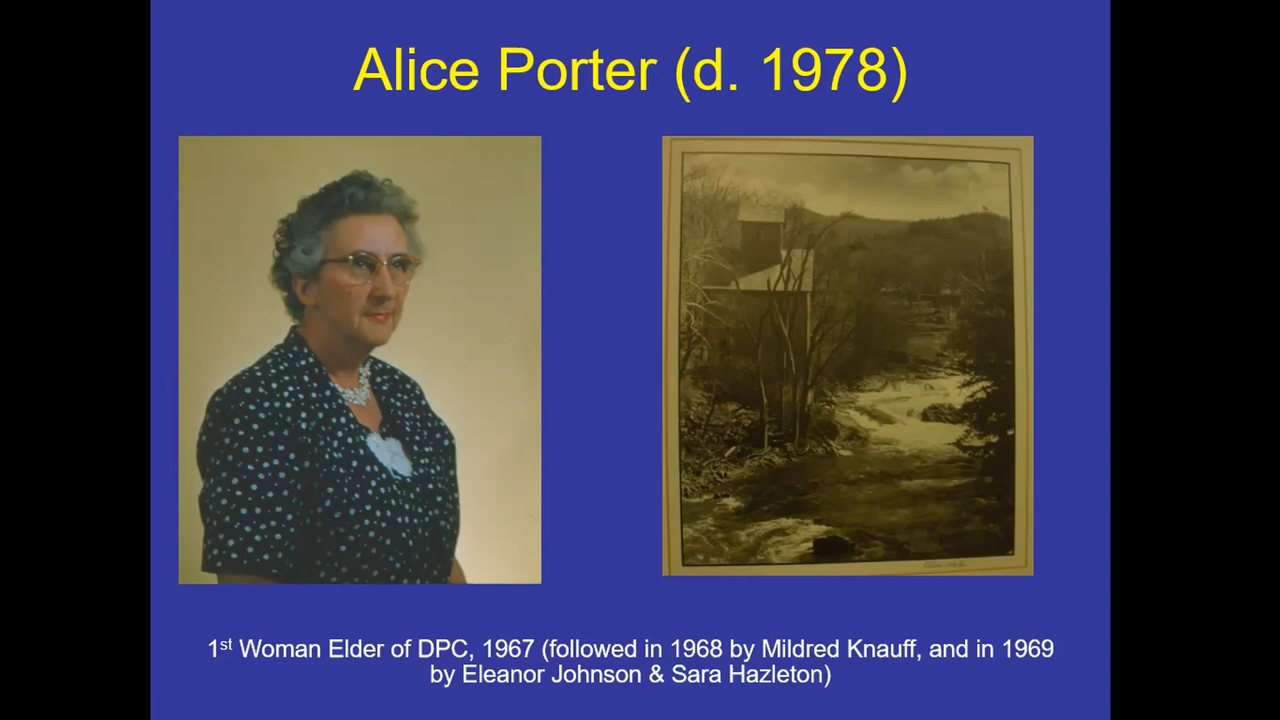 Alice Porter (d. 1978)
1st Woman Elder of DPC, 1967 (followed in 1968 by Mildred Knauff, and in 1969
by Eleanor Johnson & Sara Hazleton)